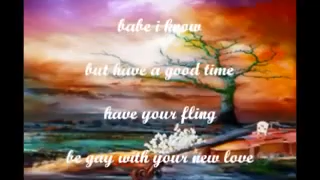 babe i know
but have a good time
have your fling
be gay with your new love